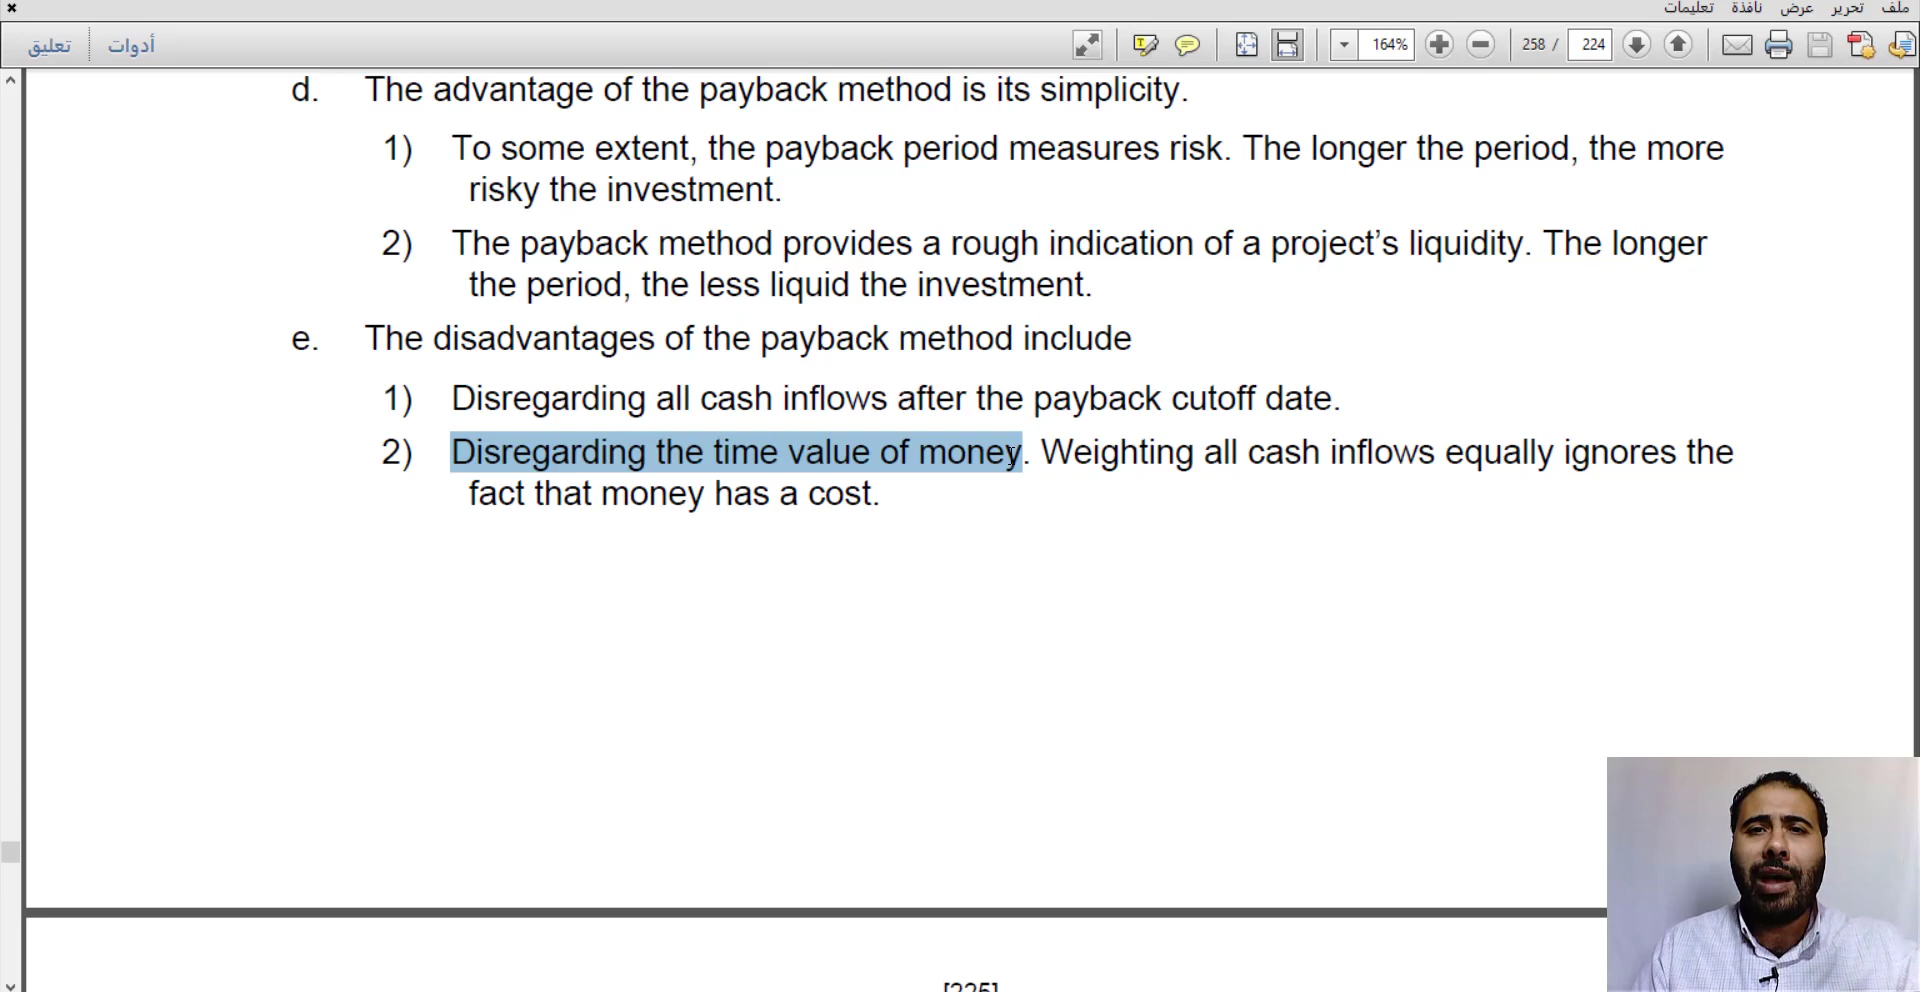 ملف تحرير عرض نافذة تعليمات
أدوات تعليق
164% 258 / 224
d. The advantage of the payback method is its simplicity.
1) To some extent, the payback period measures risk. The longer the period, the more
risky the investment.
2) The payback method provides a rough indication of a project's liquidity. The longer
the period, the less liquid the investment.
e. The disadvantages of the payback method include
1) Disregarding all cash inflows after the payback cutoff date.
2) Disregarding the time value of money. Weighting all cash inflows equally ignores the
fact that money has a cost.
[225]